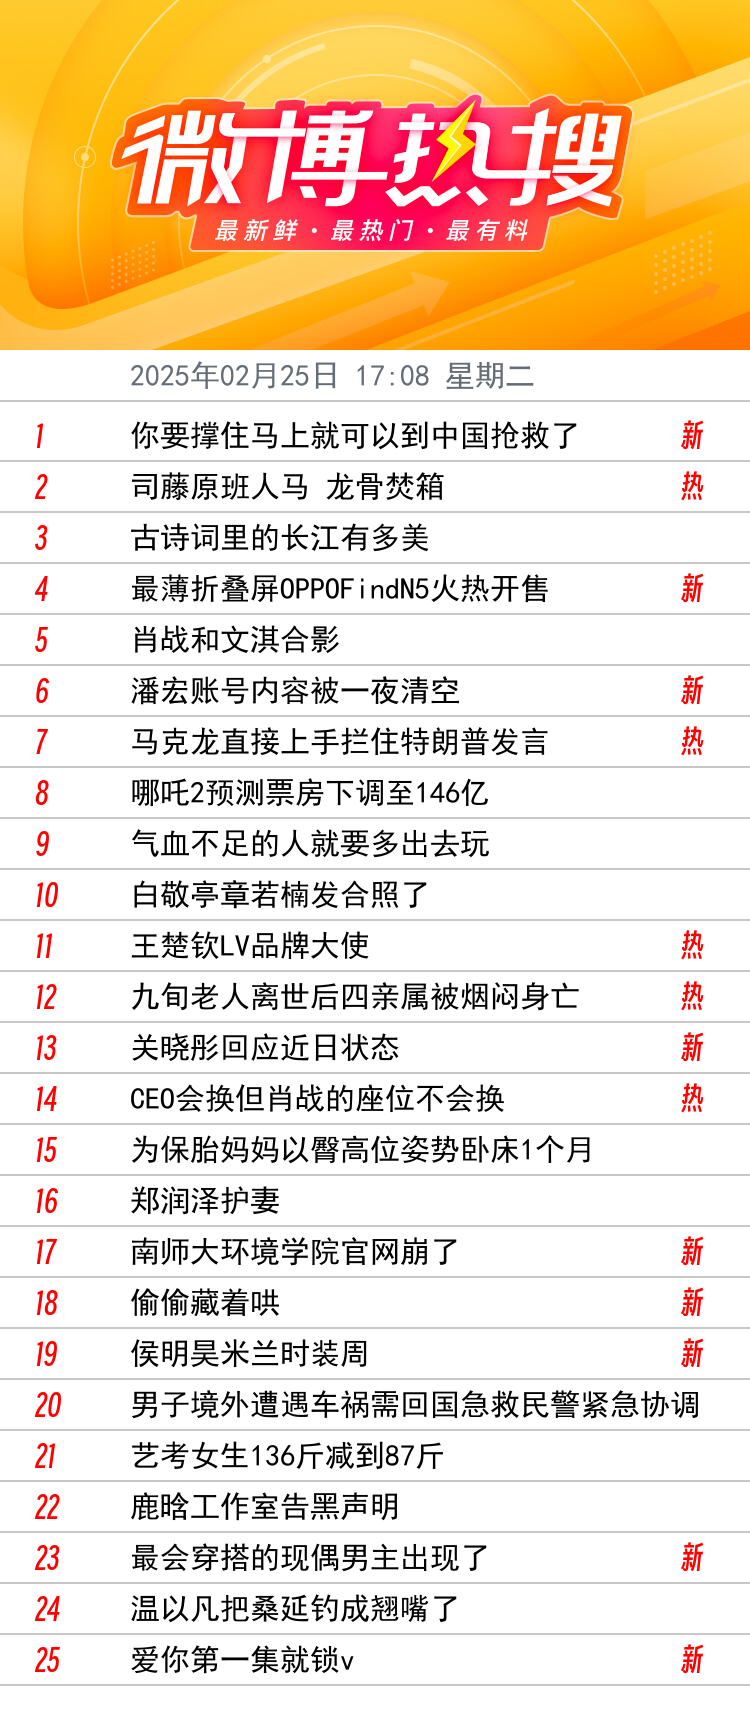 微博热搜
最新鲜·最热门·最有料
2025年02月25日 17:08 星期二
1 你要撑住马上就可以到中国抢救了 新
2 司藤原班人马 龙骨焚箱 热
3 古诗词里的长江有多美
4 最薄折叠屏OPPOFindN5火热开售 新
5 肖战和文淇合影
6 潘宏账号内容被一夜清空 新
7 马克龙直接上手拦住特朗普发言 热
8 哪吒2预测票房下调至146亿
9 气血不足的人就要多出去玩
10 白敬亭章若楠发合照了
11 王楚钦LV品牌大使 热
12 九旬老人离世后四亲属被烟闷身亡 热
13 关晓彤回应近日状态 新
14 CEO会换但肖战的座位不会换 热
15 为保胎妈妈以臀高位姿势卧床1个月
16 郑润泽护妻
17 南师大环境学院官网崩了 新
18 偷偷藏着哄 新
19 侯明昊米兰时装周 新
20 男子境外遭遇车祸需回国急救民警紧急协调
21 艺考女生136斤减到87斤
22 鹿晗工作室告黑声明
23 最会穿搭的现偶男主出现了 新
24 温以凡把桑延钓成翘嘴了
25 爱你第一集就锁v 新